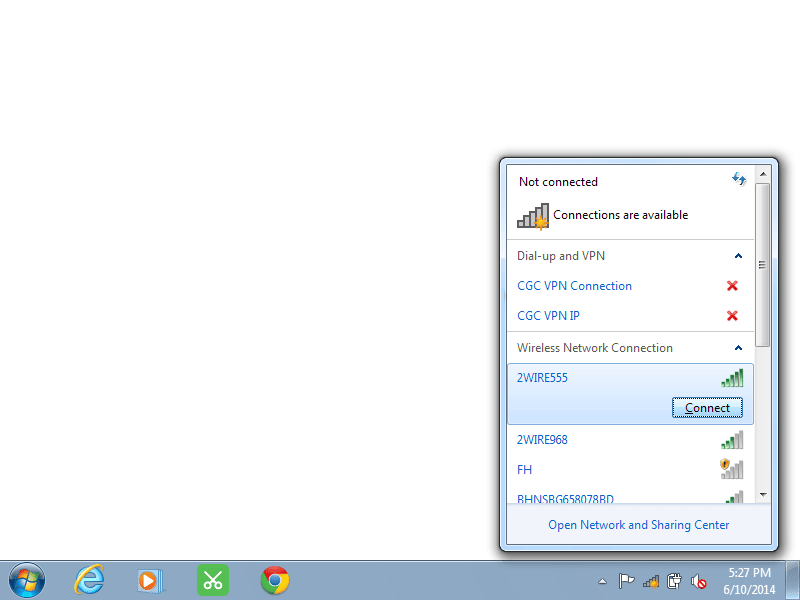 Not connected
Connections are available
Dial-up and VPN
CGC VPN Connection
CGC VPN IP
Wireless Network Connection
2WIRE555
Connect
2WIRE968
FH
BHNSBG658078BD
Open Network and Sharing Center
5:27 PM
6/10/2014